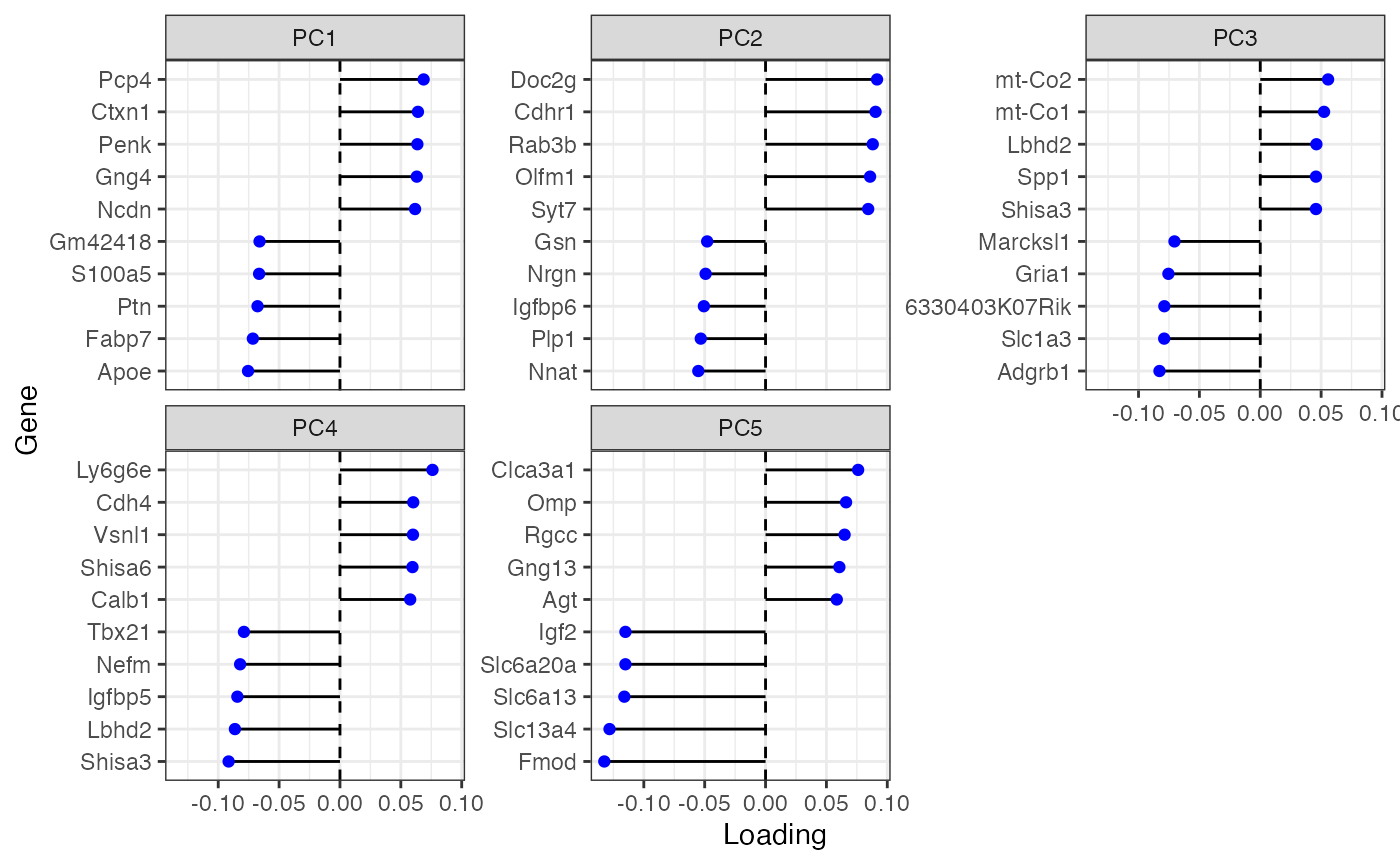 PC1
Pcp4
Ctxn1
Penk
Gng4
Ncdn
Gm42418
S100a5
Ptn
Fabp7
Apoe
PC2
Doc2g
Cdhr1
Rab3b
Olfm1
Syt7
Gsn
Nrgn
Igfbp6
Plp1
Nnat
PC3
mt-Co2
mt-Co1
Lbhd2
Spp1
Shisa3
Marcksl1
Gria1
6330403K07Rik
Slc1a3
Adgrb1
-0.10 -0.05 0.00 0.05 0.10
PC4
Ly6g6e
Cdh4
Vsnl1
Shisa6
Calb1
Tbx21
Nefm
Igfbp5
Lbhd2
Shisa3
-0.10 -0.05 0.00 0.05 0.10
PC5
Clca3a1
Omp
Rgcc
Gng13
Agt
Igf2
Slc6a20a
Slc6a13
Slc13a4
Fmod
-0.10 -0.05 0.00 0.05 0.10
Gene
Loading